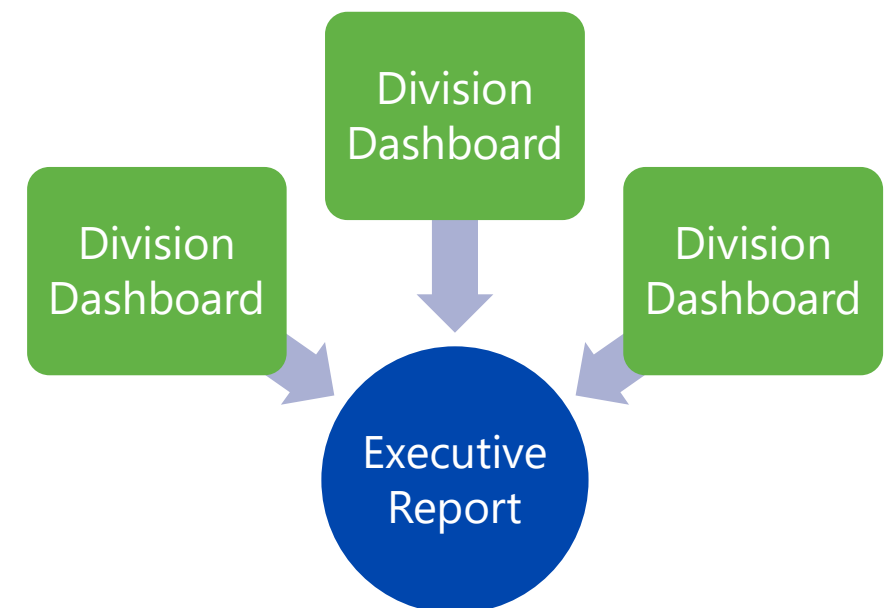 Division
Dashboard
Division
Dashboard
Division
Dashboard
Executive
Report